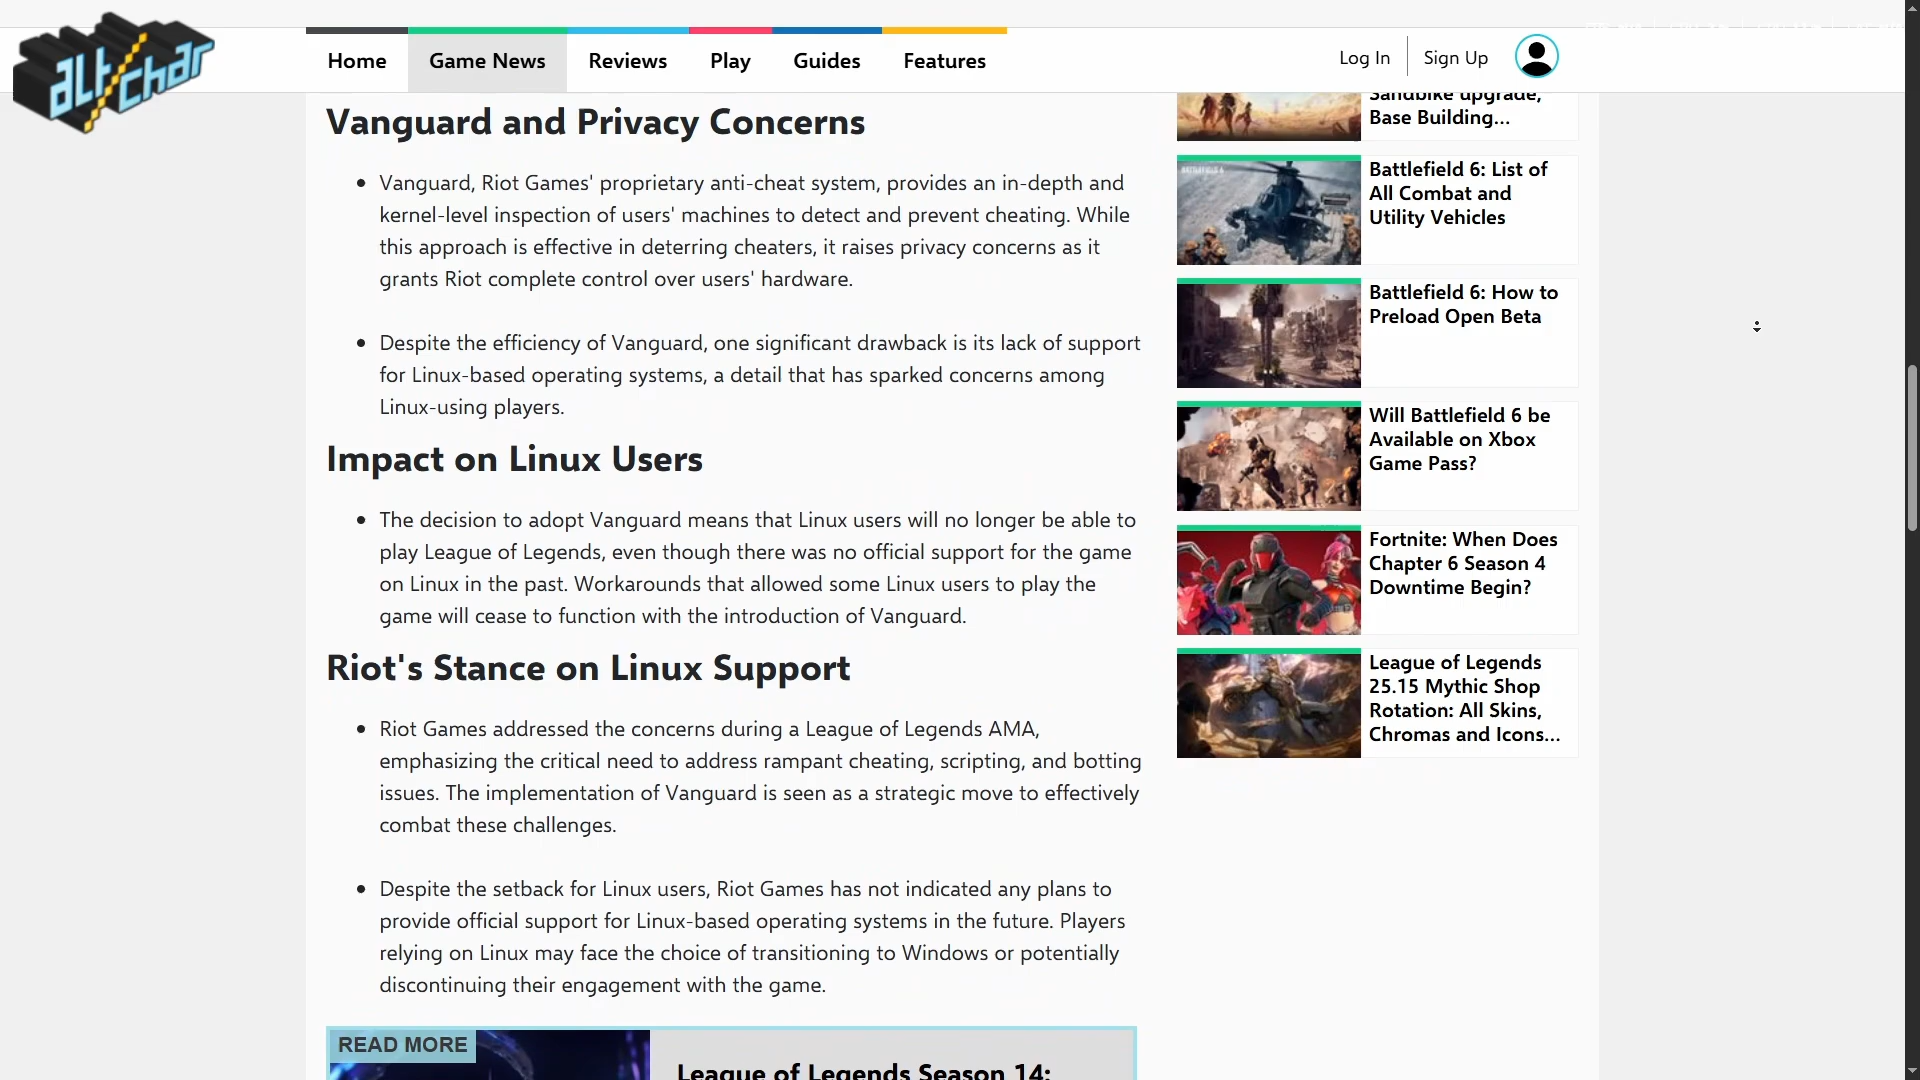 alt char
Home
Game News
Reviews
Play
Guides
Features
Log In
Sign Up
Vanguard and Privacy Concerns
Vanguard, Riot Games' proprietary anti-cheat system, provides an in-depth and
kernel-level inspection of users' machines to detect and prevent cheating. While
this approach is effective in deterring cheaters, it raises privacy concerns as it
grants Riot complete control over users' hardware.
Despite the efficiency of Vanguard, one significant drawback is its lack of support
for Linux-based operating systems, a detail that has sparked concerns among
Linux-using players.
Impact on Linux Users
The decision to adopt Vanguard means that Linux users will no longer be able to
play League of Legends, even though there was no official support for the game
on Linux in the past. Workarounds that allowed some Linux users to play the
game will cease to function with the introduction of Vanguard.
Riot's Stance on Linux Support
Riot Games addressed the concerns during a League of Legends AMA,
emphasizing the critical need to address rampant cheating, scripting, and botting
issues. The implementation of Vanguard is seen as a strategic move to effectively
combat these challenges.
Despite the setback for Linux users, Riot Games has not indicated any plans to
provide official support for Linux-based operating systems in the future. Players
relying on Linux may face the choice of transitioning to Windows or potentially
discontinuing their engagement with the game.
READ MORE
League of Legends Season 14:
Sandbike upgrade,
Base Building...
Battlefield 6: List of
All Combat and
Utility Vehicles
Battlefield 6: How to
Preload Open Beta
Will Battlefield 6 be
Available on Xbox
Game Pass?
Fortnite: When Does
Chapter 6 Season 4
Downtime Begin?
League of Legends
25.15 Mythic Shop
Rotation: All Skins,
Chromas and Icons...